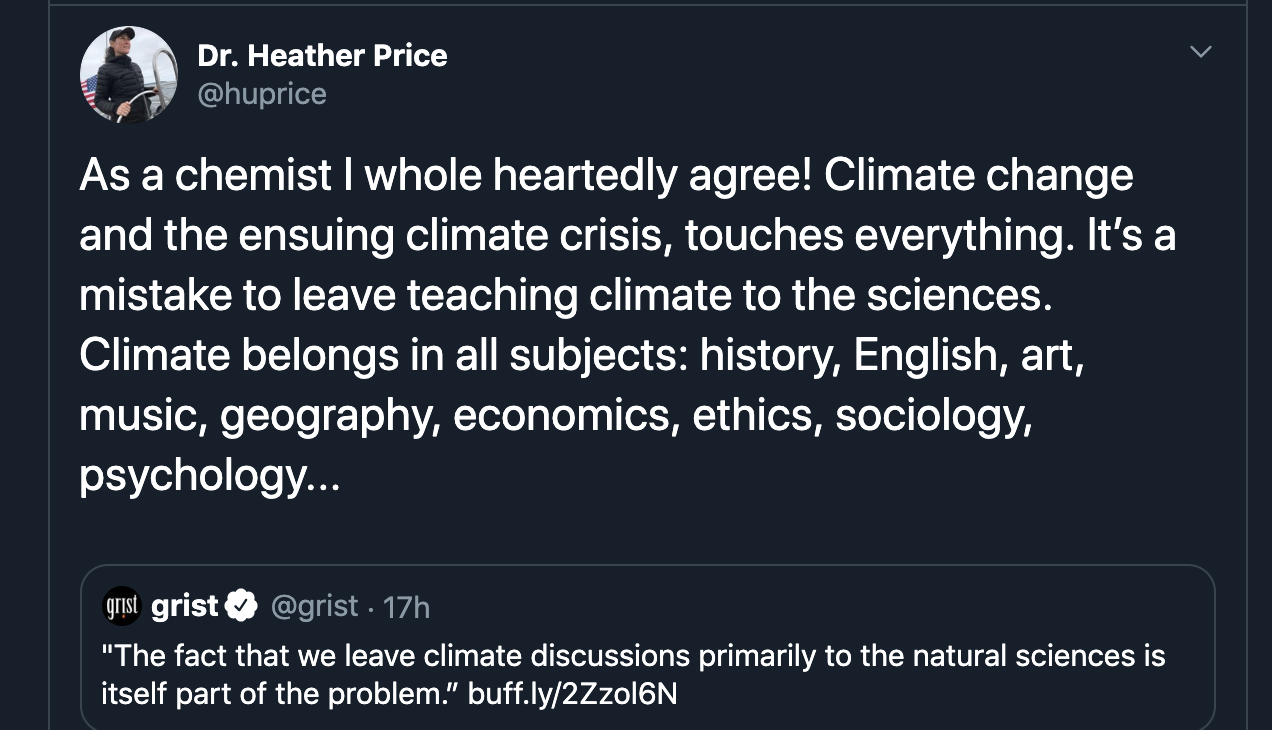 Dr. Heather Price
@huprice
As a chemist I whole heartedly agree! Climate change
and the ensuing climate crisis, touches everything. It’s a
mistake to leave teaching climate to the sciences.
Climate belongs in all subjects: history, English, art,
music, geography, economics, ethics, sociology,
psychology...
grist
grist @grist · 17h
"The fact that we leave climate discussions primarily to the natural sciences is
itself part of the problem.” buff.ly/2Zzol6N